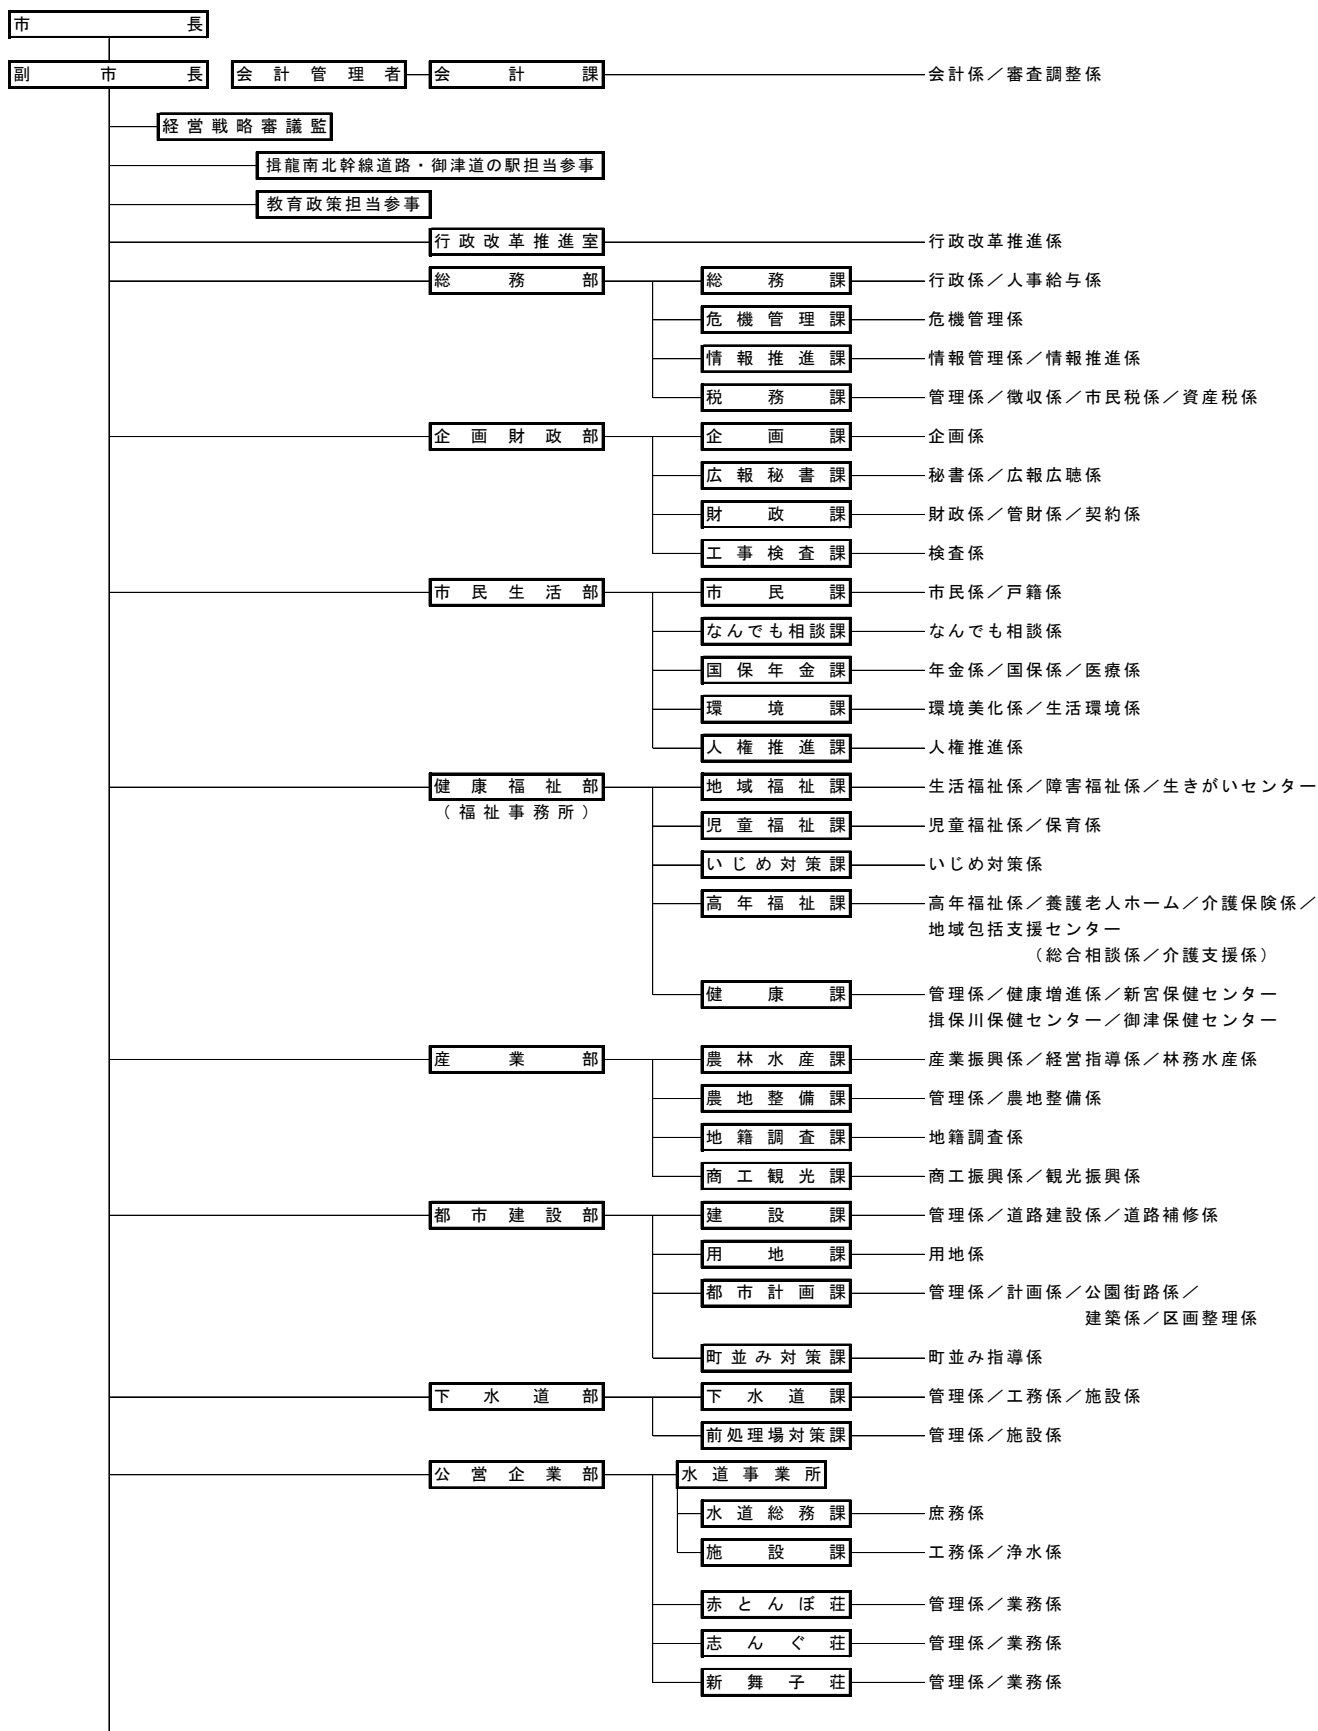 市長
副市長 会計管理者 会計課 会計係／審査調整係
経営戦略審議監
揖龍南北幹線道路・御津道の駅担当参事
教育政策担当参事
行政改革推進室 行政改革推進係
総務部 総務課 行政係／人事給与係
危機管理課 危機管理係
情報推進課 情報管理係／情報推進係
税務課 管理係／徴収係／市民税係／資産税係
企画財政部 企画課 企画係
広報秘書課 秘書係／広報広聴係
財政課 財政係／管財係／契約係
工事検査課 検査係
市民生活部 市民課 市民係／戸籍係
なんでも相談課 なんでも相談係
国保年金課 年金係／国保係／医療係
環境課 環境美化係／生活環境係
人権推進課 人権推進係
健康福祉部 地域福祉課 生活福祉係／障害福祉係／生きがいセンター
（福祉事務所）
児童福祉課 児童福祉係／保育係
いじめ対策課 いじめ対策係
高年福祉課 高年福祉係／養護老人ホーム／介護保険係／
地域包括支援センター
（総合相談係／介護支援係）
健康課 管理係／健康増進係／新宮保健センター
揖保川保健センター／御津保健センター
産業部 農林水産課 産業振興係／経営指導係／林務水産係
農地整備課 管理係／農地整備係
地籍調査課 地籍調査係
商工観光課 商工振興係／観光振興係
都市建設部 建設課 管理係／道路建設係／道路補修係
用地課 用地係
都市計画課 管理係／計画係／公園街路係／
建築係／区画整理係
町並み対策課 町並み指導係
下水道部 下水道課 管理係／工務係／施設係
前処理場対策課 管理係／施設係
公営企業部 水道事業所
水道総務課 庶務係
施設課 工務係／浄水係
赤とんぼ荘 管理係／業務係
志んぐ荘 管理係／業務係
新舞子荘 管理係／業務係